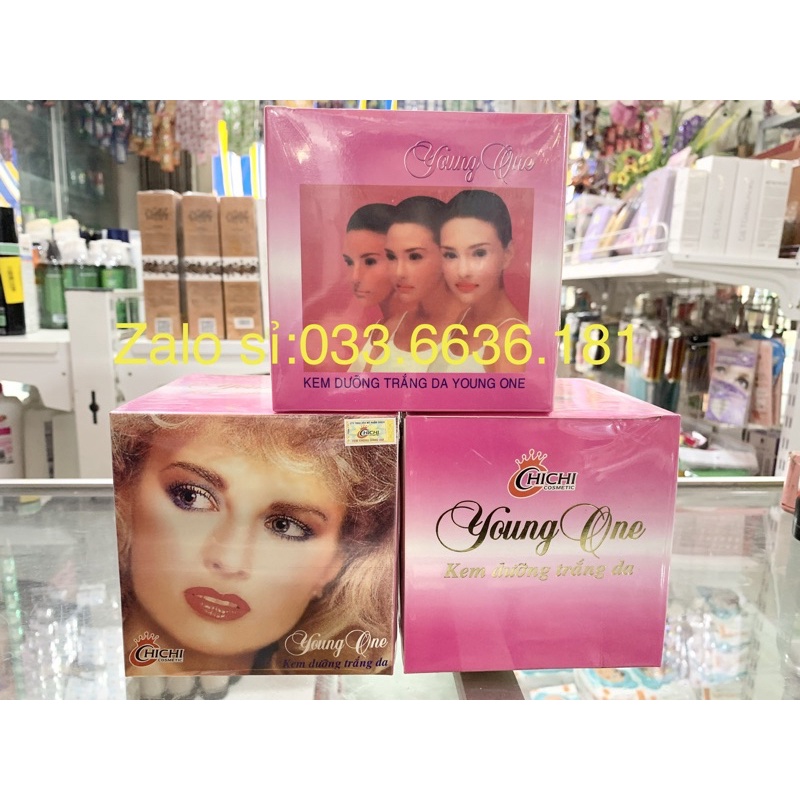 Young One
Zalo sỉ:033.6636.181
KEM DƯỠNG TRẮNG DA YOUNG ONE
CHICHI
CHICHI
COSMETIC
Young One
Kem dưỡng trắng da
Young One
Kem dưỡng trắng da
CHICHI
COSMETIC